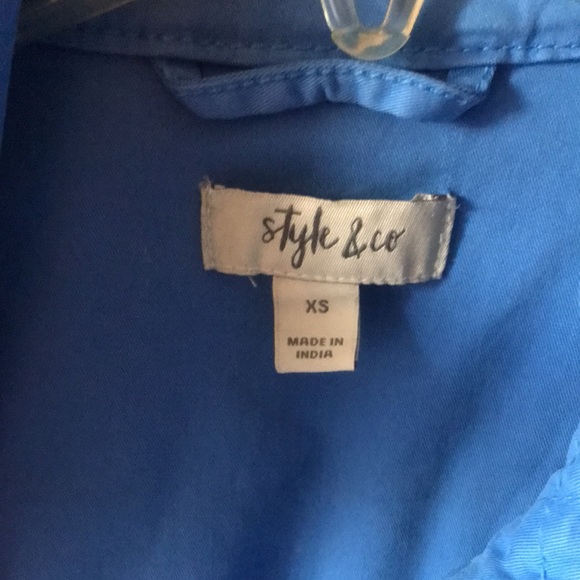 style & co
XS
MADE IN
INDIA